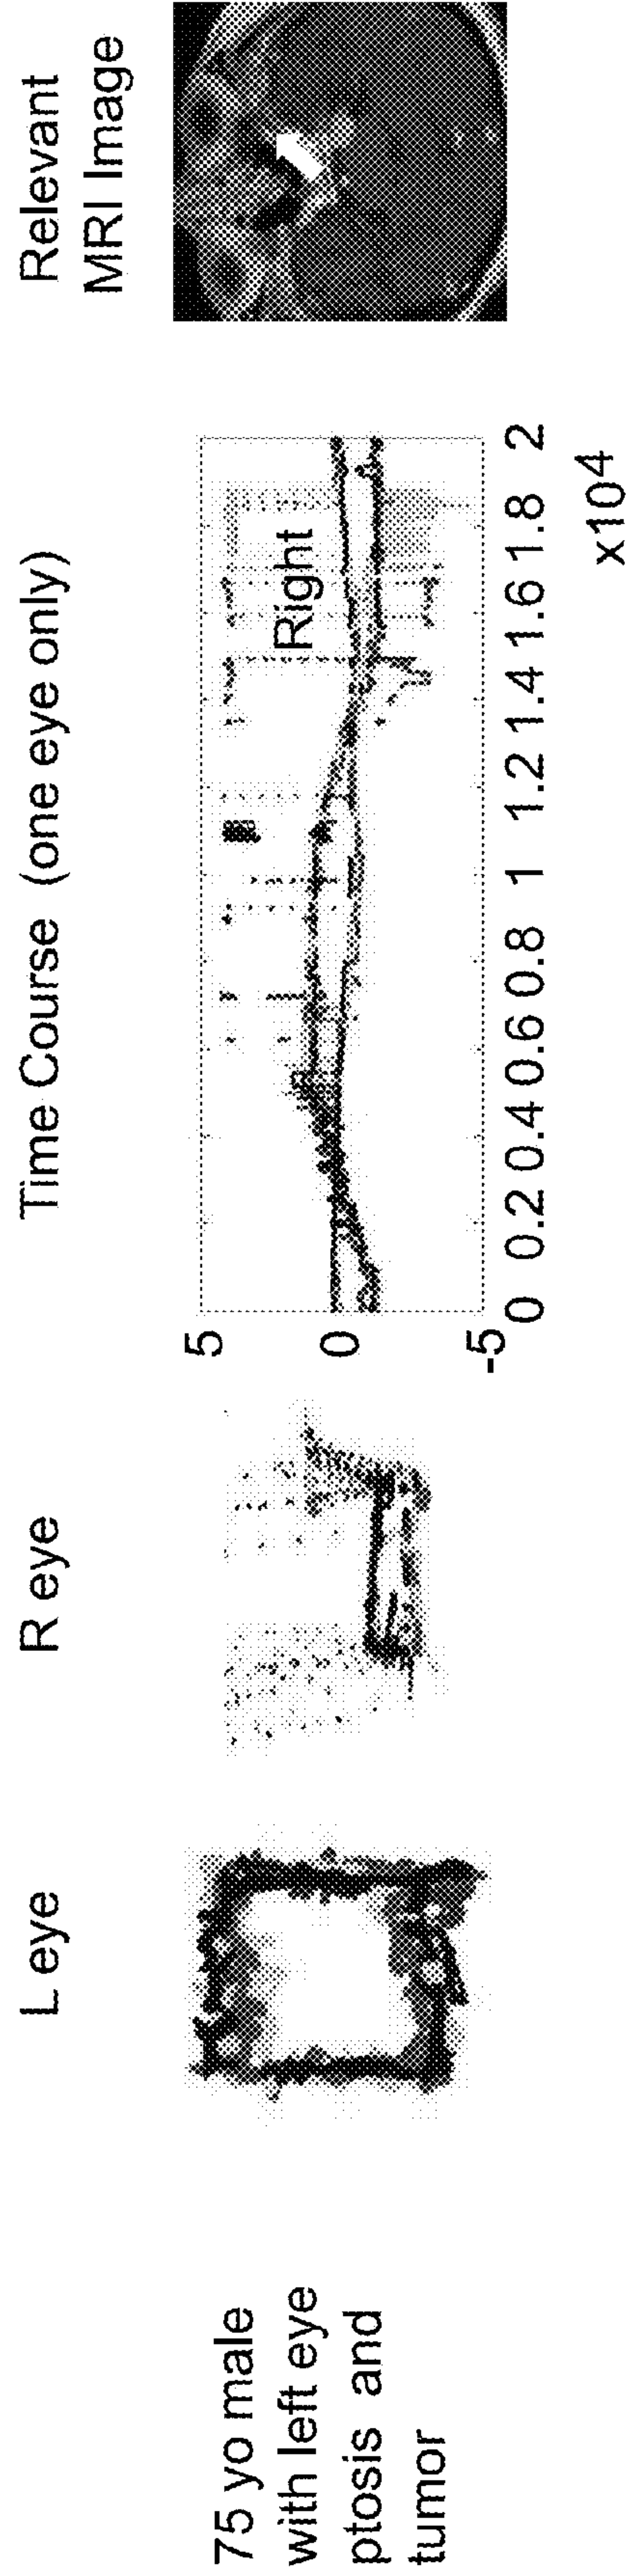 L eye
R eye
Time Course (one eye only)
Relevant
MRI Image
75 yo male
with left eye
ptosis and
tumor
5
0
-5
Right
0 0.2 0.4 0.6 0.8 1 1.2 1.4 1.6 1.8 2
x10⁴